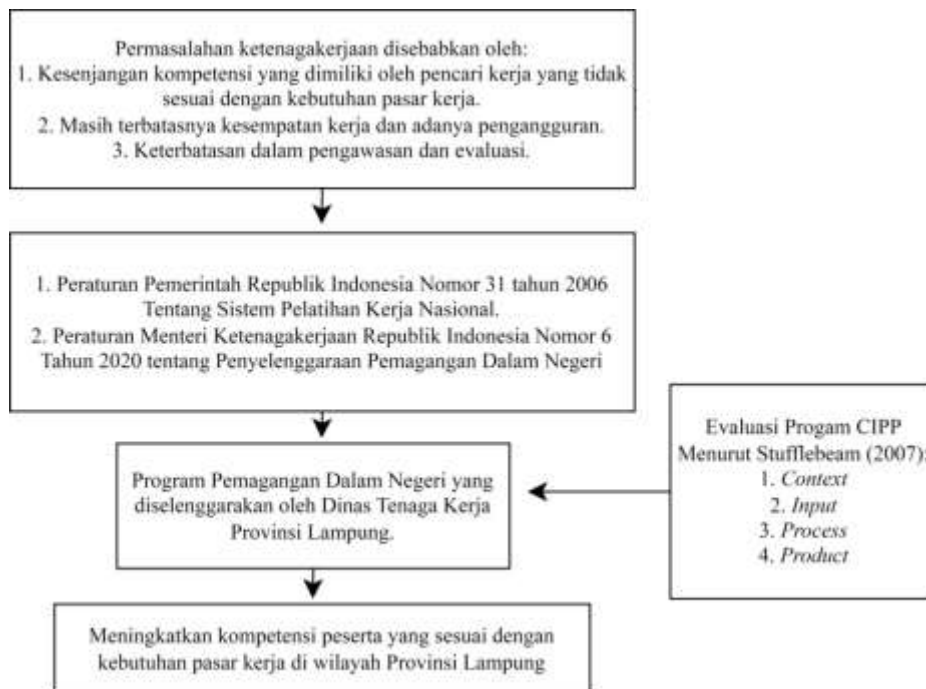 Permasalahan ketenagakerjaan disebabkan oleh:
1. Kesenjangan kompetensi yang dimiliki oleh pencari kerja yang tidak
sesuai dengan kebutuhan pasar kerja.
2. Masih terbatasnya kesempatan kerja dan adanya pengangguran.
3. Keterbatasan dalam pengawasan dan evaluasi.
1. Peraturan Pemerintah Republik Indonesia Nomor 31 tahun 2006
Tentang Sistem Pelatihan Kerja Nasional.
2. Peraturan Menteri Ketenagakerjaan Republik Indonesia Nomor 6
Tahun 2020 tentang Penyelenggaraan Pemagangan Dalam Negeri
Evaluasi Progam CIPP
Menurut Stufflebeam (2007):
1. Context
2. Input
3. Process
4. Product
Program Pemagangan Dalam Negeri yang
diselenggarakan oleh Dinas Tenaga Kerja
Provinsi Lampung.
Meningkatkan kompetensi peserta yang sesuai dengan
kebutuhan pasar kerja di wilayah Provinsi Lampung